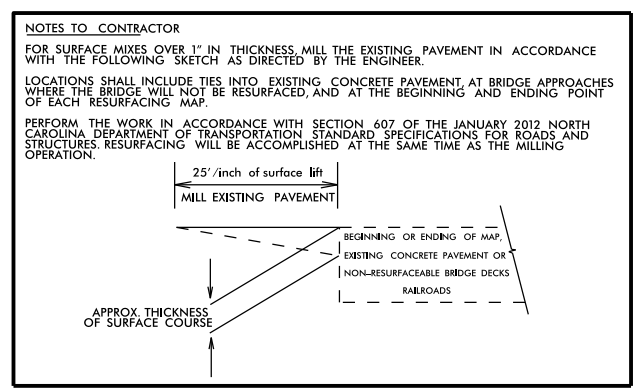 NOTES TO CONTRACTOR
FOR SURFACE MIXES OVER 1" IN THICKNESS, MILL THE EXISTING PAVEMENT IN ACCORDANCE
WITH THE FOLLOWING SKETCH AS DIRECTED BY THE ENGINEER.
LOCATIONS SHALL INCLUDE TIES INTO EXISTING CONCRETE PAVEMENT, AT BRIDGE APPROACHES
WHERE THE BRIDGE WILL NOT BE RESURFACED, AND AT THE BEGINNING AND ENDING POINT
OF EACH RESURFACING MAP.
PERFORM THE WORK IN ACCORDANCE WITH SECTION 607 OF THE JANUARY 2012 NORTH
CAROLINA DEPARTMENT OF TRANSPORTATION STANDARD SPECIFICATIONS FOR ROADS AND
STRUCTURES. RESURFACING WILL BE ACCOMPLISHED AT THE SAME TIME AS THE MILLING
OPERATION.
25'/inch of surface lift
MILL EXISTING PAVEMENT
BEGINNING OR ENDING OF MAP,
EXISTING CONCRETE PAVEMENT OR
NON-RESURFACEABLE BRIDGE DECKS
RAILROADS
APPROX. THICKNESS
OF SURFACE COURSE